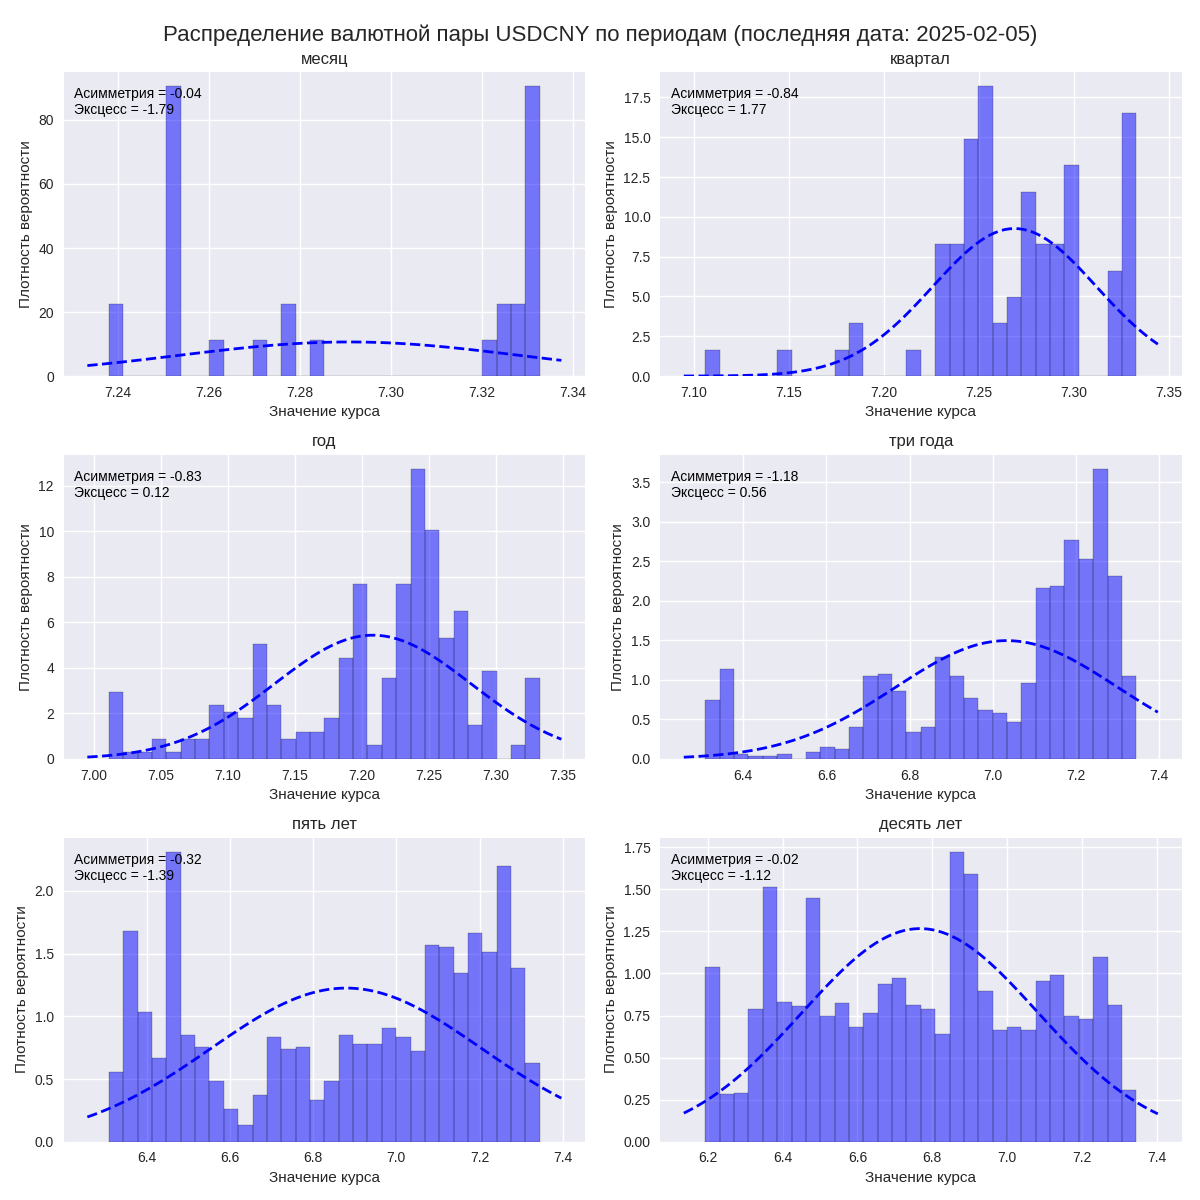 Распределение валютной пары USDCNY по периодам (последняя дата: 2025-02-05)
месяц
Асимметрия = -0.04
Эксцесс = -1.79
Плотность вероятности
80
60
40
20
0
7.24 7.26 7.28 7.30 7.32 7.34
Значение курса
квартал
Асимметрия = -0.84
Эксцесс = 1.77
Плотность вероятности
17.5
15.0
12.5
10.0
7.5
5.0
2.5
0.0
7.10 7.15 7.20 7.25 7.30 7.35
Значение курса
год
Асимметрия = -0.83
Эксцесс = 0.12
Плотность вероятности
12
10
8
6
4
2
0
7.00 7.05 7.10 7.15 7.20 7.25 7.30 7.35
Значение курса
три года
Асимметрия = -1.18
Эксцесс = 0.56
Плотность вероятности
3.5
3.0
2.5
2.0
1.5
1.0
0.5
0.0
6.4 6.6 6.8 7.0 7.2 7.4
Значение курса
пять лет
Асимметрия = -0.32
Эксцесс = -1.39
Плотность вероятности
2.0
1.5
1.0
0.5
0.0
6.4 6.6 6.8 7.0 7.2 7.4
Значение курса
десять лет
Асимметрия = -0.02
Эксцесс = -1.12
Плотность вероятности
1.75
1.50
1.25
1.00
0.75
0.50
0.25
0.00
6.2 6.4 6.6 6.8 7.0 7.2 7.4
Значение курса